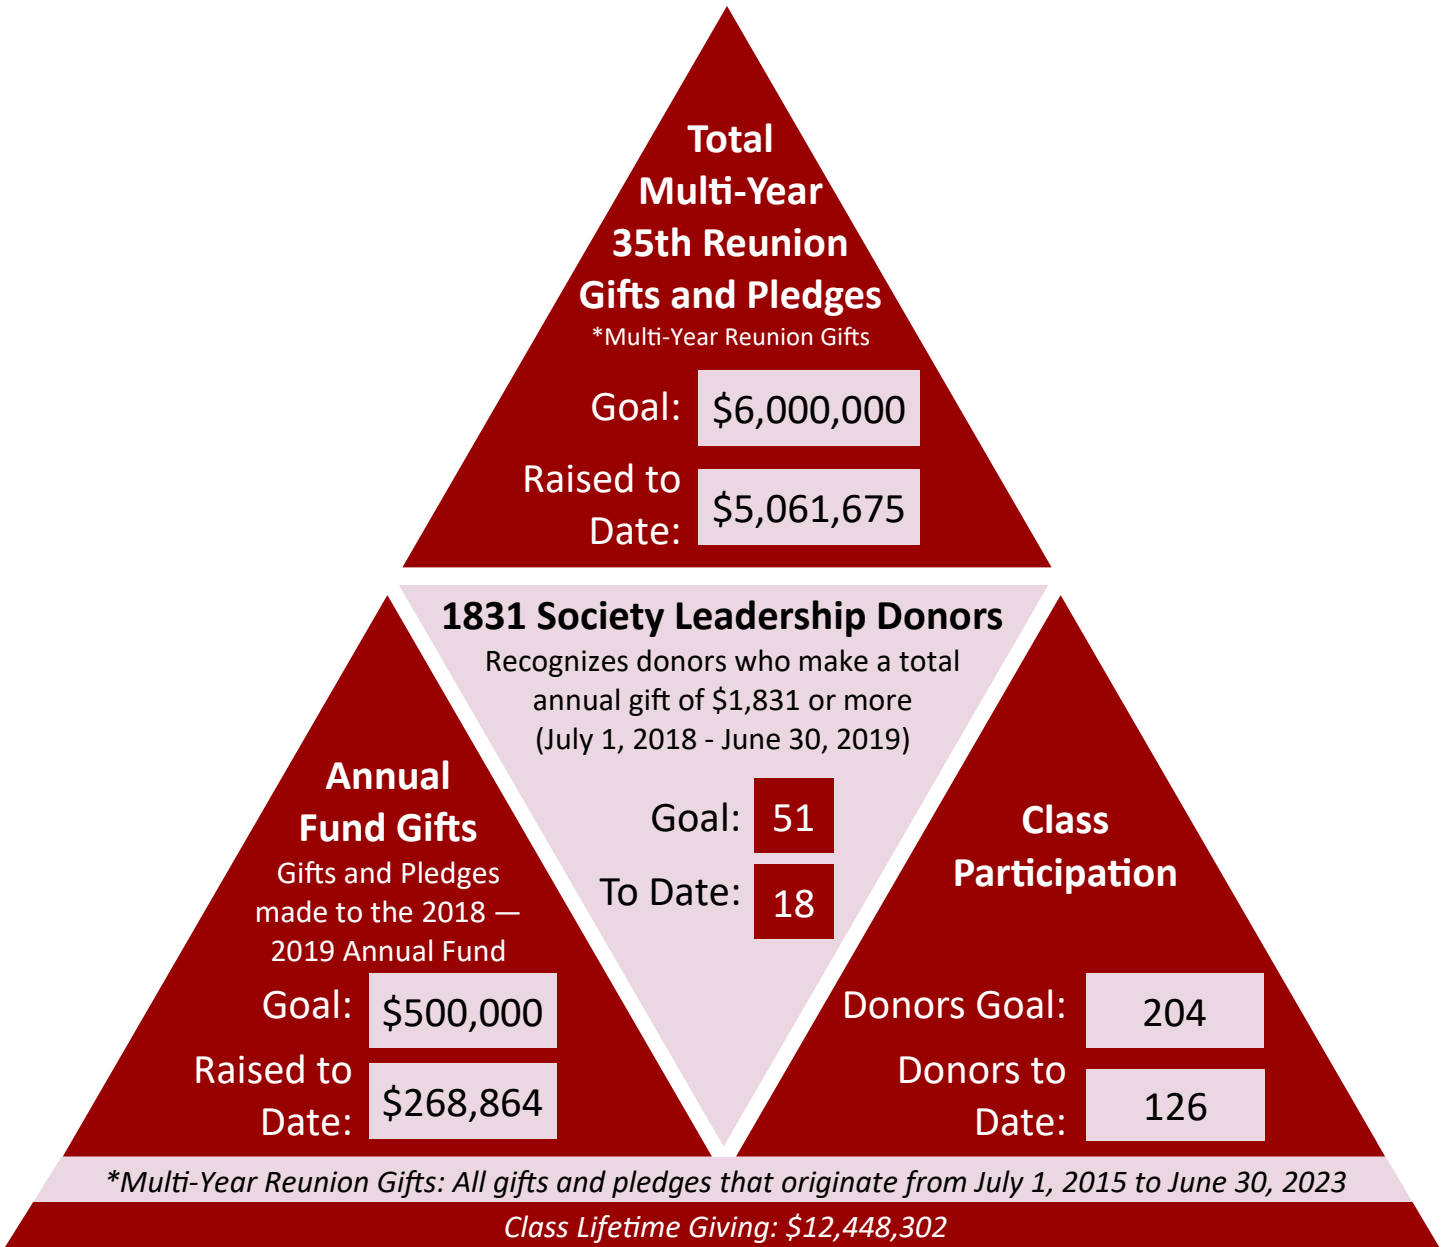 Total
Multi-Year
35th Reunion
Gifts and Pledges
*Multi-Year Reunion Gifts
Goal: $6,000,000
Raised to
Date: $5,061,675
1831 Society Leadership Donors
Recognizes donors who make a total
annual gift of $1,831 or more
(July 1, 2018 - June 30, 2019)
Goal: 51
To Date: 18
Annual
Fund Gifts
Gifts and Pledges
made to the 2018 —
2019 Annual Fund
Goal: $500,000
Raised to
Date: $268,864
Class
Participation
Donors Goal: 204
Donors to
Date: 126
*Multi-Year Reunion Gifts: All gifts and pledges that originate from July 1, 2015 to June 30, 2023
Class Lifetime Giving: $12,448,302